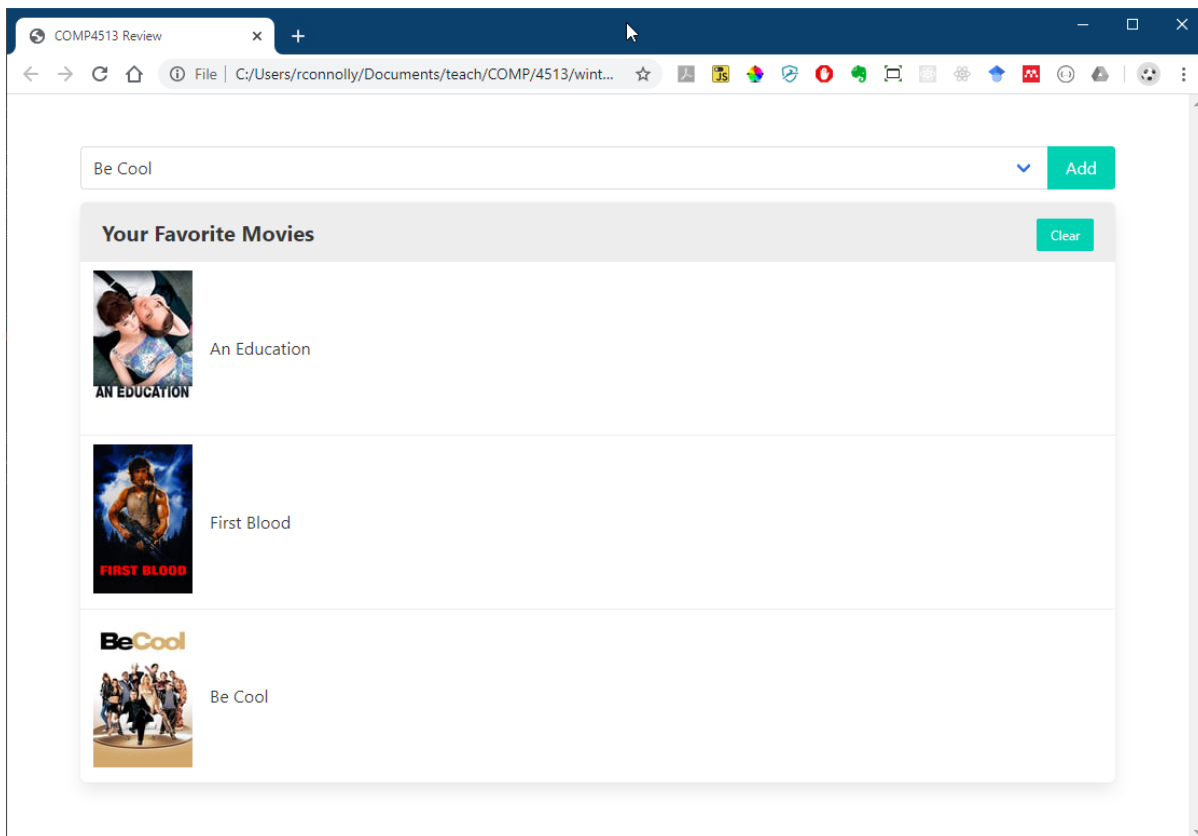 COMP4513 Review
File | C:/Users/rconnolly/Documents/teach/COMP/4513/wint...
JS
Be Cool
Add
Your Favorite Movies
Clear
AN EDUCATION
An Education
FIRST BLOOD
First Blood
BeCool
Be Cool